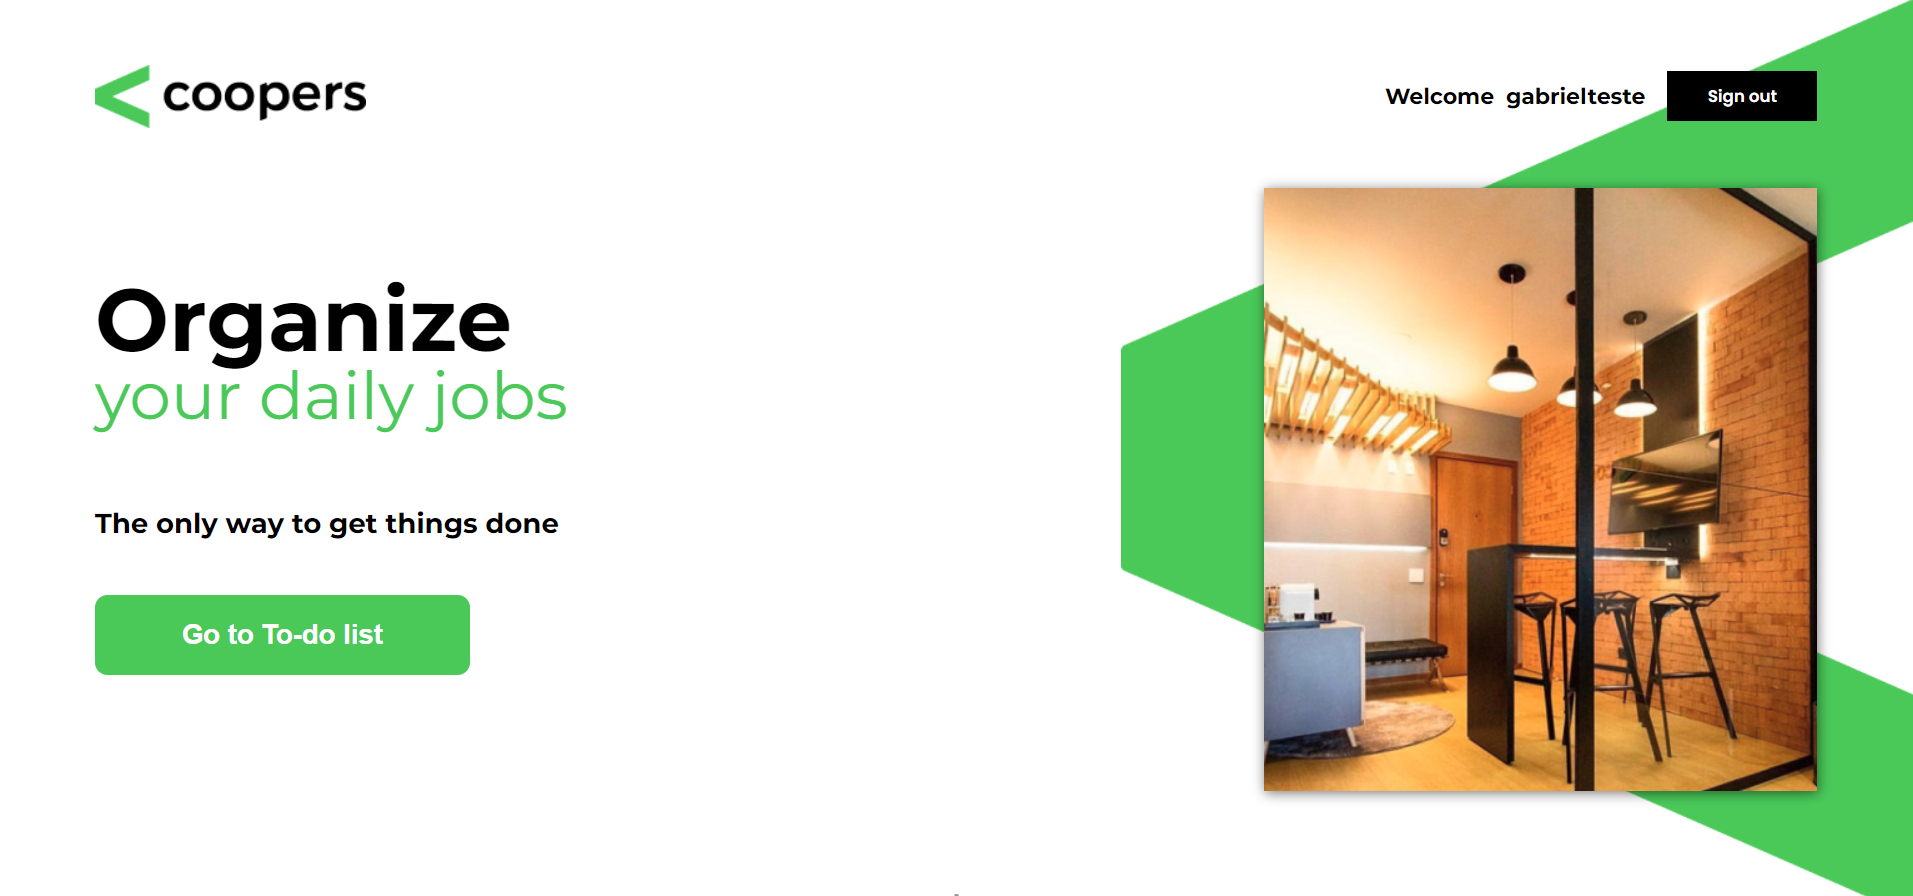 coopers
Welcome gabrielteste
Sign out
Organize
your daily jobs
The only way to get things done
Go to To-do list